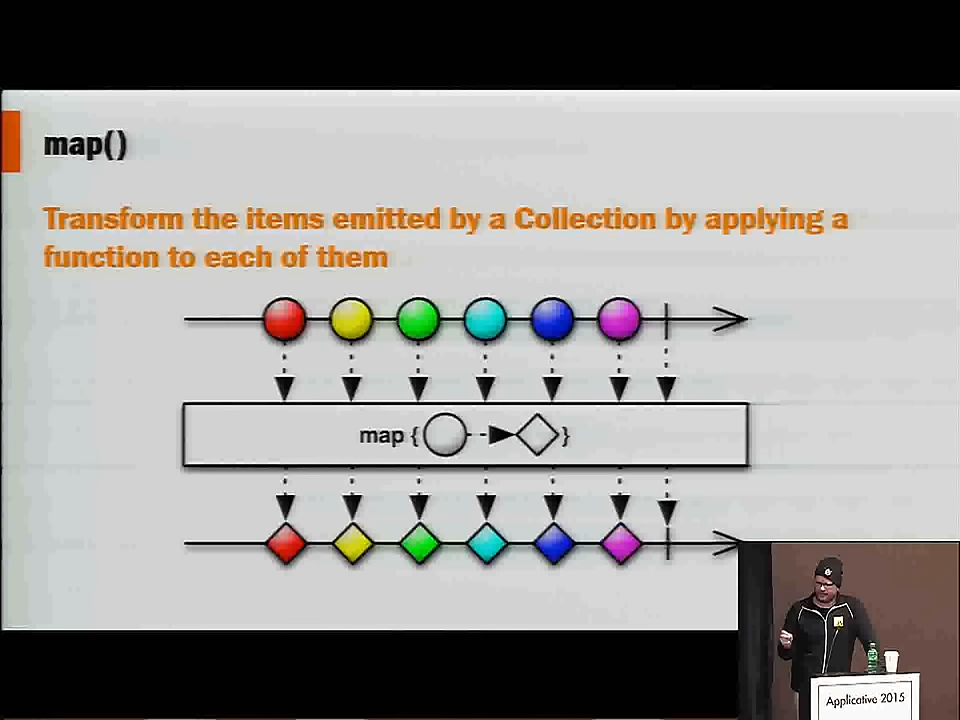 map()
Transform the items emitted by a Collection by applying a
function to each of them
map { }
Applicative 2015